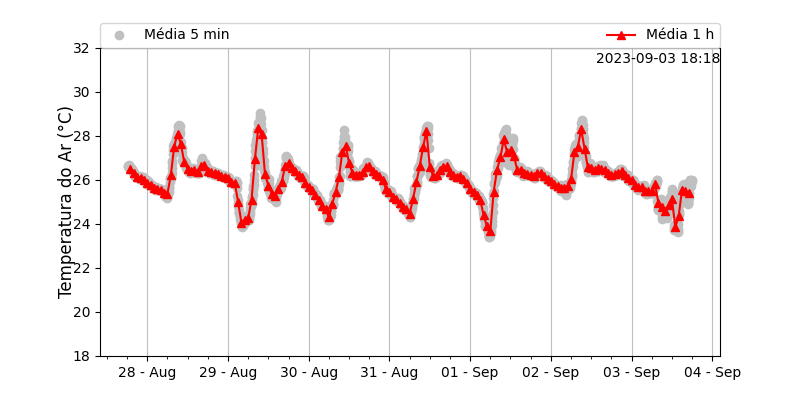 Média 5 min
Média 1 h
2023-09-03 18:18
Temperatura do Ar (°C)
32
30
28
26
24
22
20
18
28 - Aug
29 - Aug
30 - Aug
31 - Aug
01 - Sep
02 - Sep
03 - Sep
04 - Sep